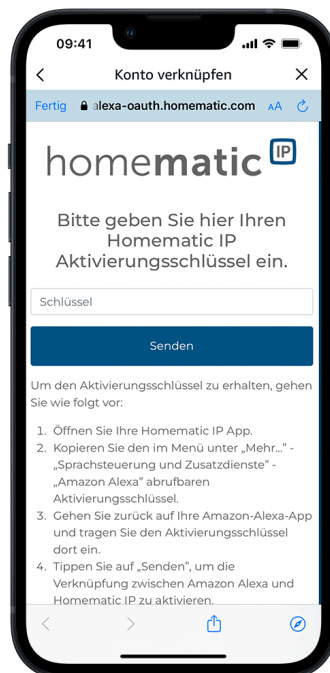 09:41
Konto verknüpfen
Fertig alexa-oauth.homematic.com AA
homematic IP
Bitte geben Sie hier Ihren
Homematic IP
Aktivierungsschlüssel ein.
Schlüssel
Senden
Um den Aktivierungsschlüssel zu erhalten, gehen
Sie wie folgt vor:
1. Öffnen Sie Ihre Homematic IP App.
2. Kopieren Sie den im Menü unter „Mehr..." -
„Sprachsteuerung und Zusatzdienste" -
„Amazon Alexa" abrufbaren
Aktivierungsschlüssel.
3. Gehen Sie zurück auf Ihre Amazon-Alexa-App
und tragen Sie den Aktivierungsschlüssel
dort ein.
4. Tippen Sie auf „Senden", um die
Verknüpfung zwischen Amazon Alexa und
Homematic IP zu aktivieren.